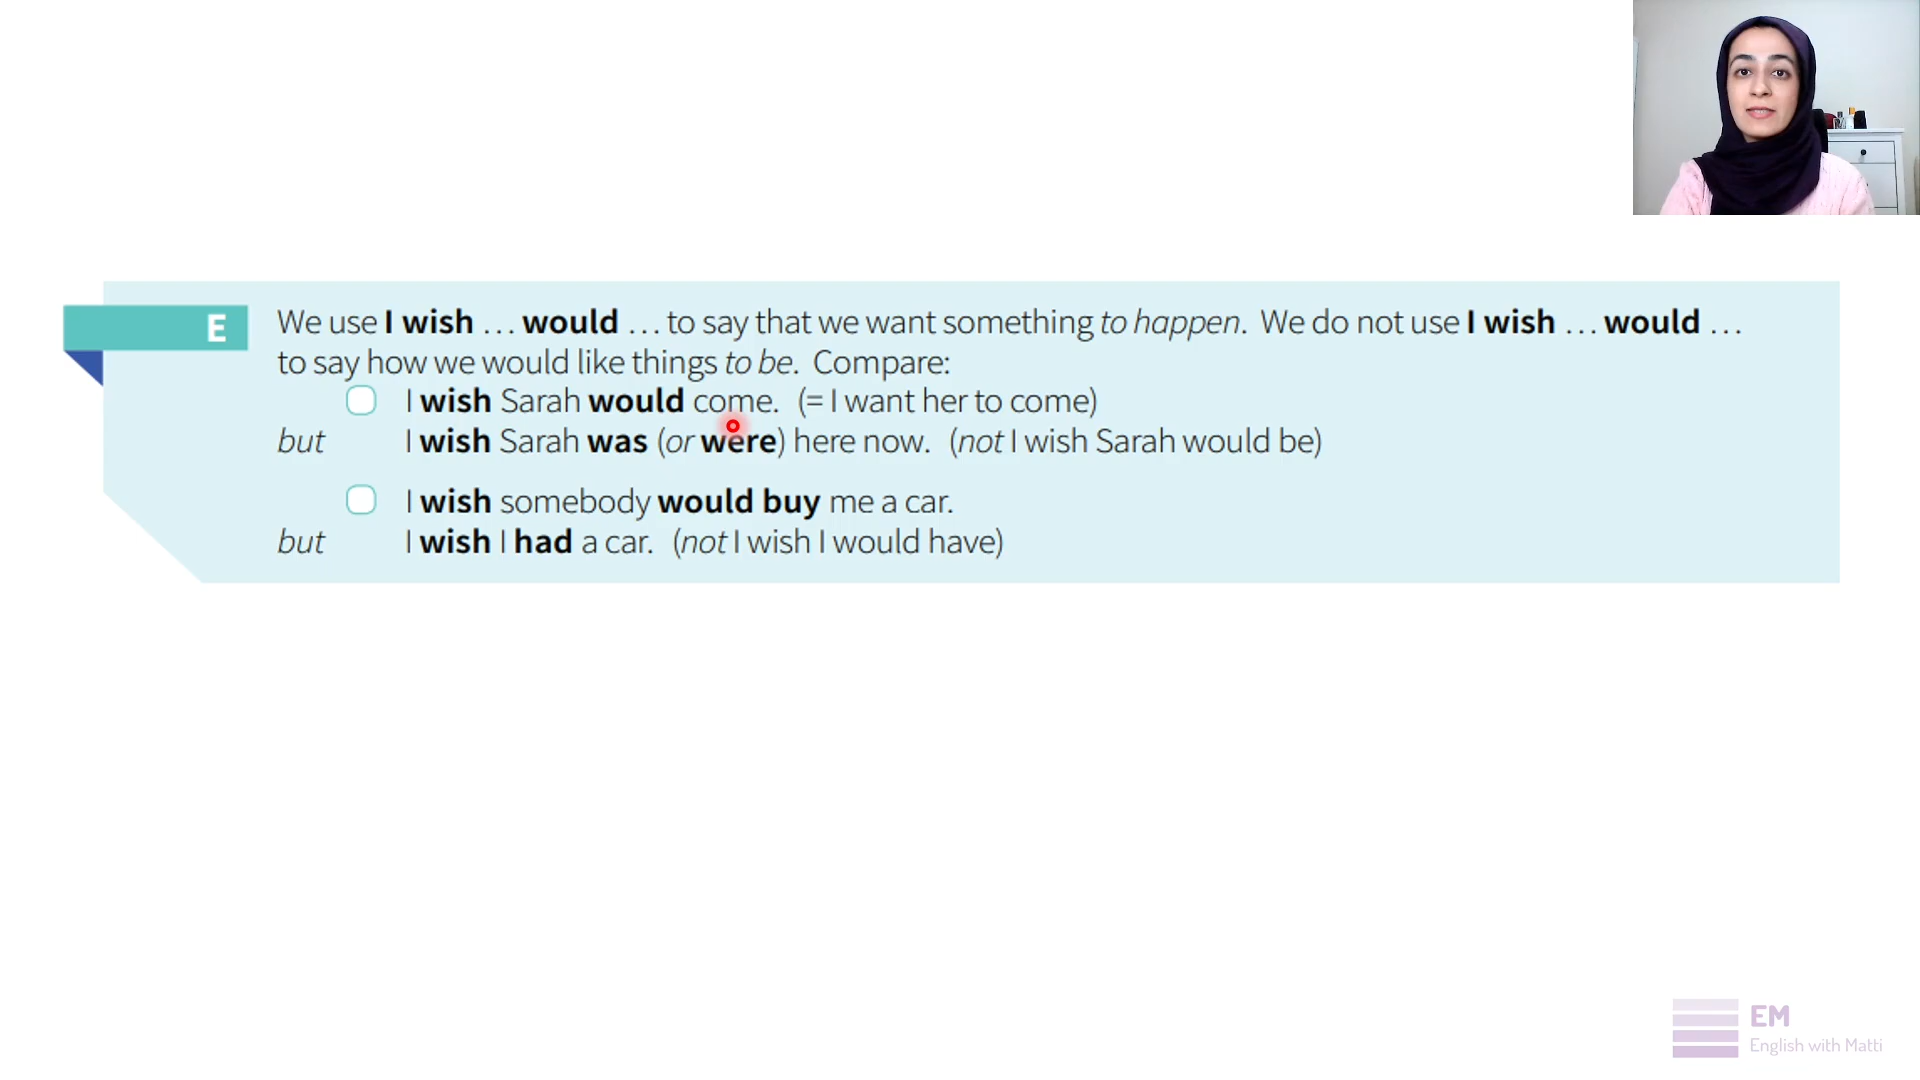 E
We use I wish … would … to say that we want something to happen. We do not use I wish … would …
to say how we would like things to be. Compare:
I wish Sarah would come. (= I want her to come)
but I wish Sarah was (or were) here now. (not I wish Sarah would be)
I wish somebody would buy me a car.
but I wish I had a car. (not I wish I would have)
EM
English with Matti